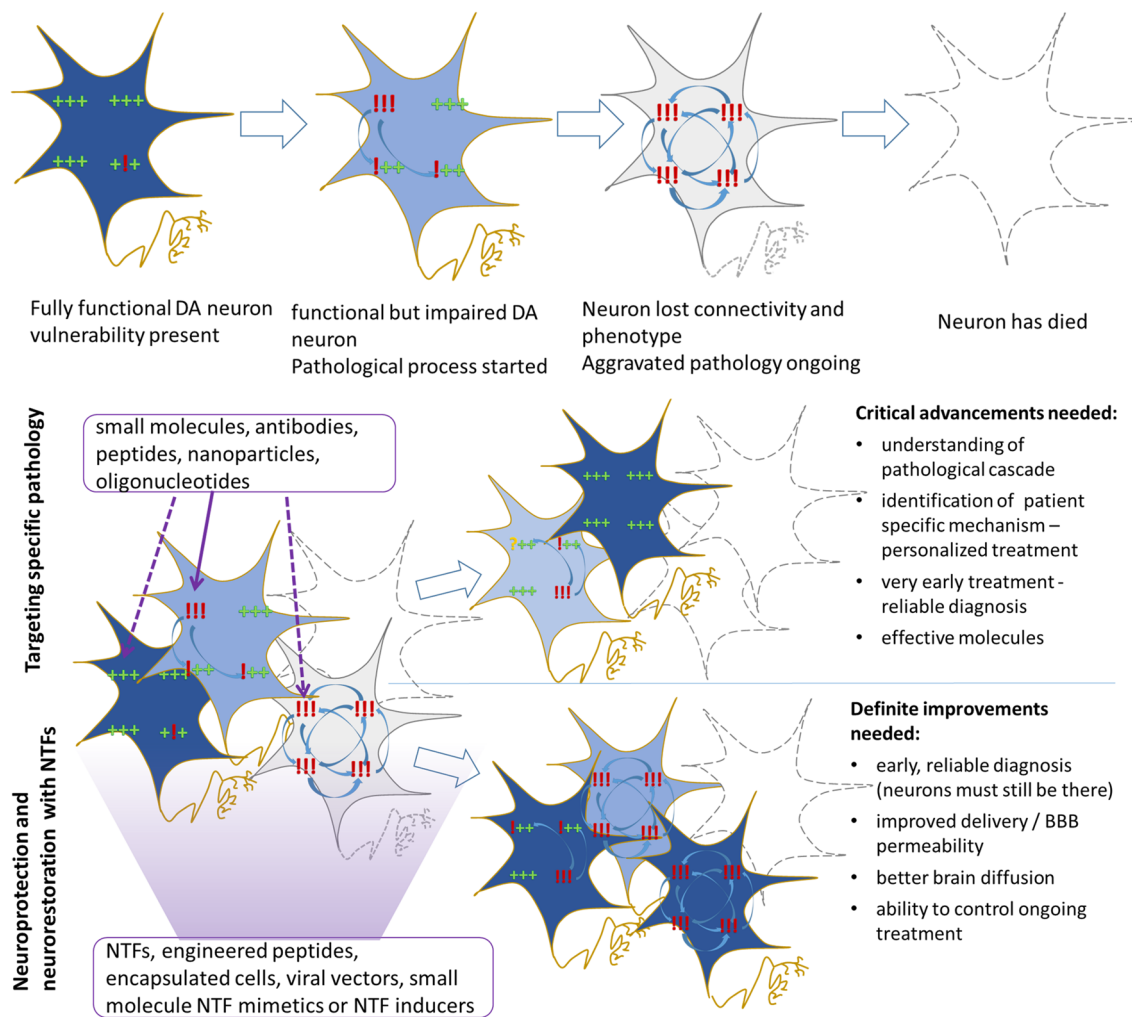 +++ +++
+++ +!+
!!! +++
!++ !++
!!! !!!
!!! !!!
Fully functional DA neuron
vulnerability present
functional but impaired DA
neuron
Pathological process started
Neuron lost connectivity and
phenotype
Aggravated pathology ongoing
Neuron has died
Targeting specific pathology
small molecules, antibodies,
peptides, nanoparticles,
oligonucleotides
!!! +++
!++ !++
+++ +++
+++ +!+
!!! !!!
!!! !!!
+++ +++
+++ +++
?++ !++
+++ !!!
Critical advancements needed:
• understanding of
pathological cascade
• identification of patient
specific mechanism –
personalized treatment
• very early treatment -
reliable diagnosis
• effective molecules
Neuroprotection and
neurorestoration with NTFs
NTFs, engineered peptides,
encapsulated cells, viral vectors, small
molecule NTF mimetics or NTF inducers
!!! !!!
!!! !!!
!++ !++
+++ !!!
!!! !!!
!!! !!!
Definite improvements
needed:
• early, reliable diagnosis
(neurons must still be there)
• improved delivery / BBB
permeability
• better brain diffusion
• ability to control ongoing
treatment